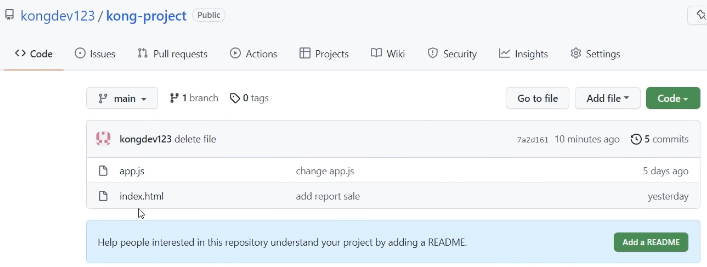 kongdev123 / kong-project Public
Code Issues Pull requests Actions Projects Wiki Security Insights Settings
main 1 branch 0 tags Go to file Add file Code
kongdev123 delete file 7a2d161 10 minutes ago 5 commits
app.js change app.js 5 days ago
index.html add report sale yesterday
Help people interested in this repository understand your project by adding a README. Add a README